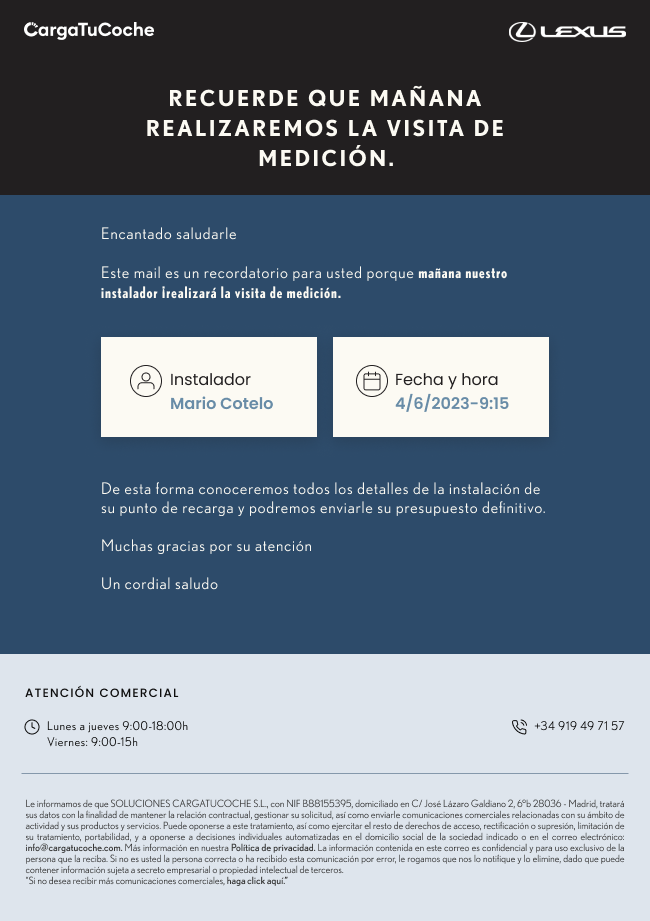 CargaTuCoche
LEXUS
RECUERDE QUE MAÑANA
REALIZAREMOS LA VISITA DE
MEDICIÓN.
Encantado saludarle
Este mail es un recordatorio para usted porque mañana nuestro
instalador irealizará la visita de medición.
Instalador
Mario Cotelo
Fecha y hora
4/6/2023-9:15
De esta forma conoceremos todos los detalles de la instalación de
su punto de recarga y podremos enviarle su presupuesto definitivo.
Muchas gracias por su atención
Un cordial saludo
ATENCIÓN COMERCIAL
Lunes a jueves 9:00-18:00h
Viernes: 9:00-15h
+34 919 49 71 57
Le informamos de que SOLUCIONES CARGATUCOCHE S.L., con NIF B88155395, domiciliado en C/ José Lázaro Galdiano 2, 6ºb 28036 - Madrid, tratará
sus datos con la finalidad de mantener la relación contractual, gestionar su solicitud, así como enviarle comunicaciones comerciales relacionadas con su ámbito de
actividad y sus productos y servicios. Puede oponerse a este tratamiento, así como ejercitar el resto de derechos de acceso, rectificación o supresión, limitación de
su tratamiento, portabilidad, y a oponerse a decisiones individuales automatizadas en el domicilio social de la sociedad indicado o en el correo electrónico:
info@cargatucoche.com. Más información en nuestra Política de privacidad. La información contenida en este correo es confidencial y para uso exclusivo de la
persona que la reciba. Si no es usted la persona correcta o ha recibido esta comunicación por error, le rogamos que nos lo notifique y lo elimine, dado que puede
contener información sujeta a secreto empresarial o propiedad intelectual de terceros.
"Si no desea recibir más comunicaciones comerciales, haga click aquí."